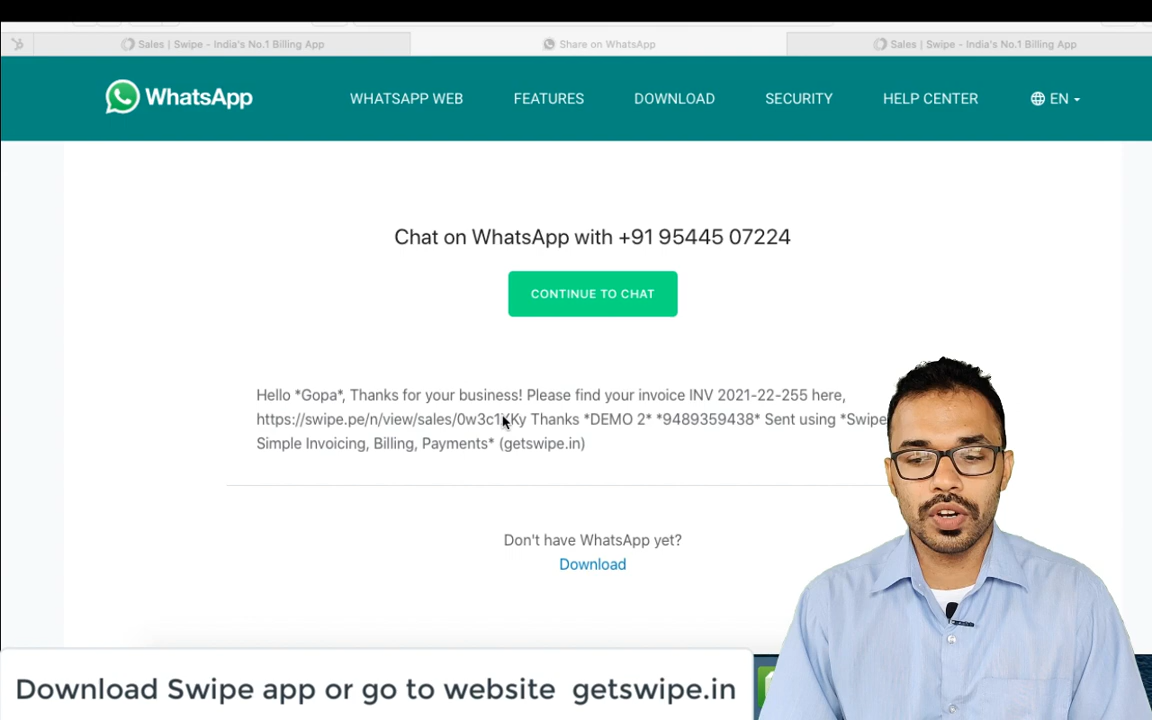 Sales | Swipe - India's No.1 Billing App
Share on WhatsApp
Sales | Swipe - India's No.1 Billing App
WhatsApp
WHATSAPP WEB
FEATURES
DOWNLOAD
SECURITY
HELP CENTER
EN
Chat on WhatsApp with +91 95445 07224
CONTINUE TO CHAT
Hello *Gopa*, Thanks for your business! Please find your invoice INV 2021-22-255 here,
https://swipe.pe/n/view/sales/ Thanks *DEMO 2* *9489359438* Sent using *Swipe
Simple Invoicing, Billing, Payments* (getswipe.in)
Don't have WhatsApp yet?
Download
Download Swipe app or go to website getswipe.in